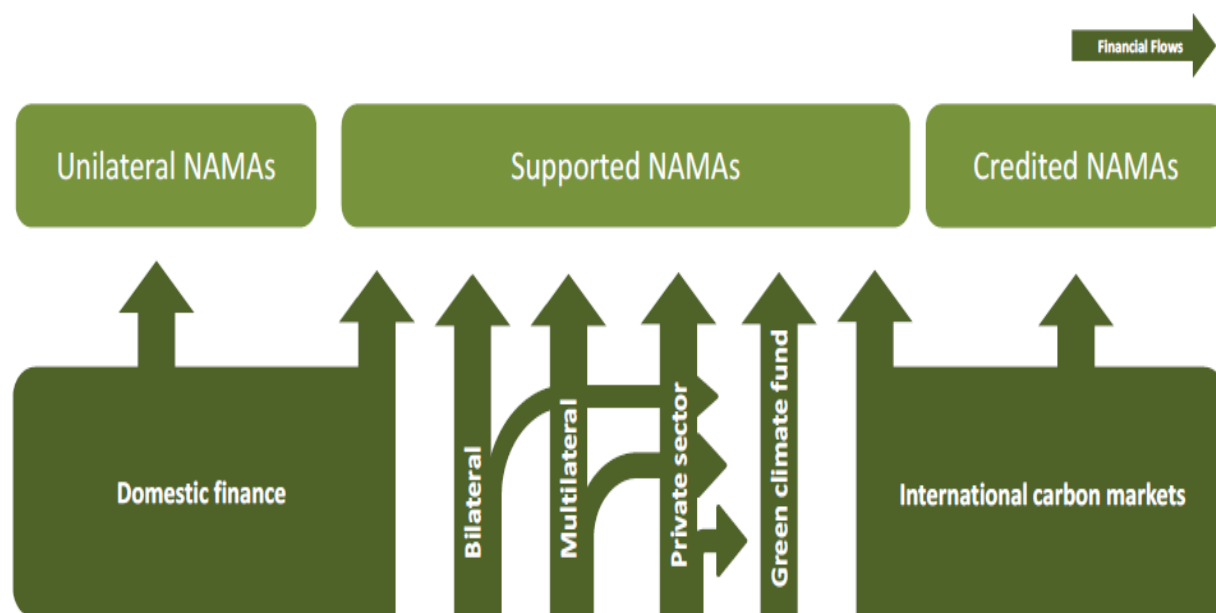 Financial Flows
Unilateral NAMAs
Supported NAMAs
Credited NAMAs
Domestic finance
Bilateral
Multilateral
Private sector
Green climate fund
International carbon markets